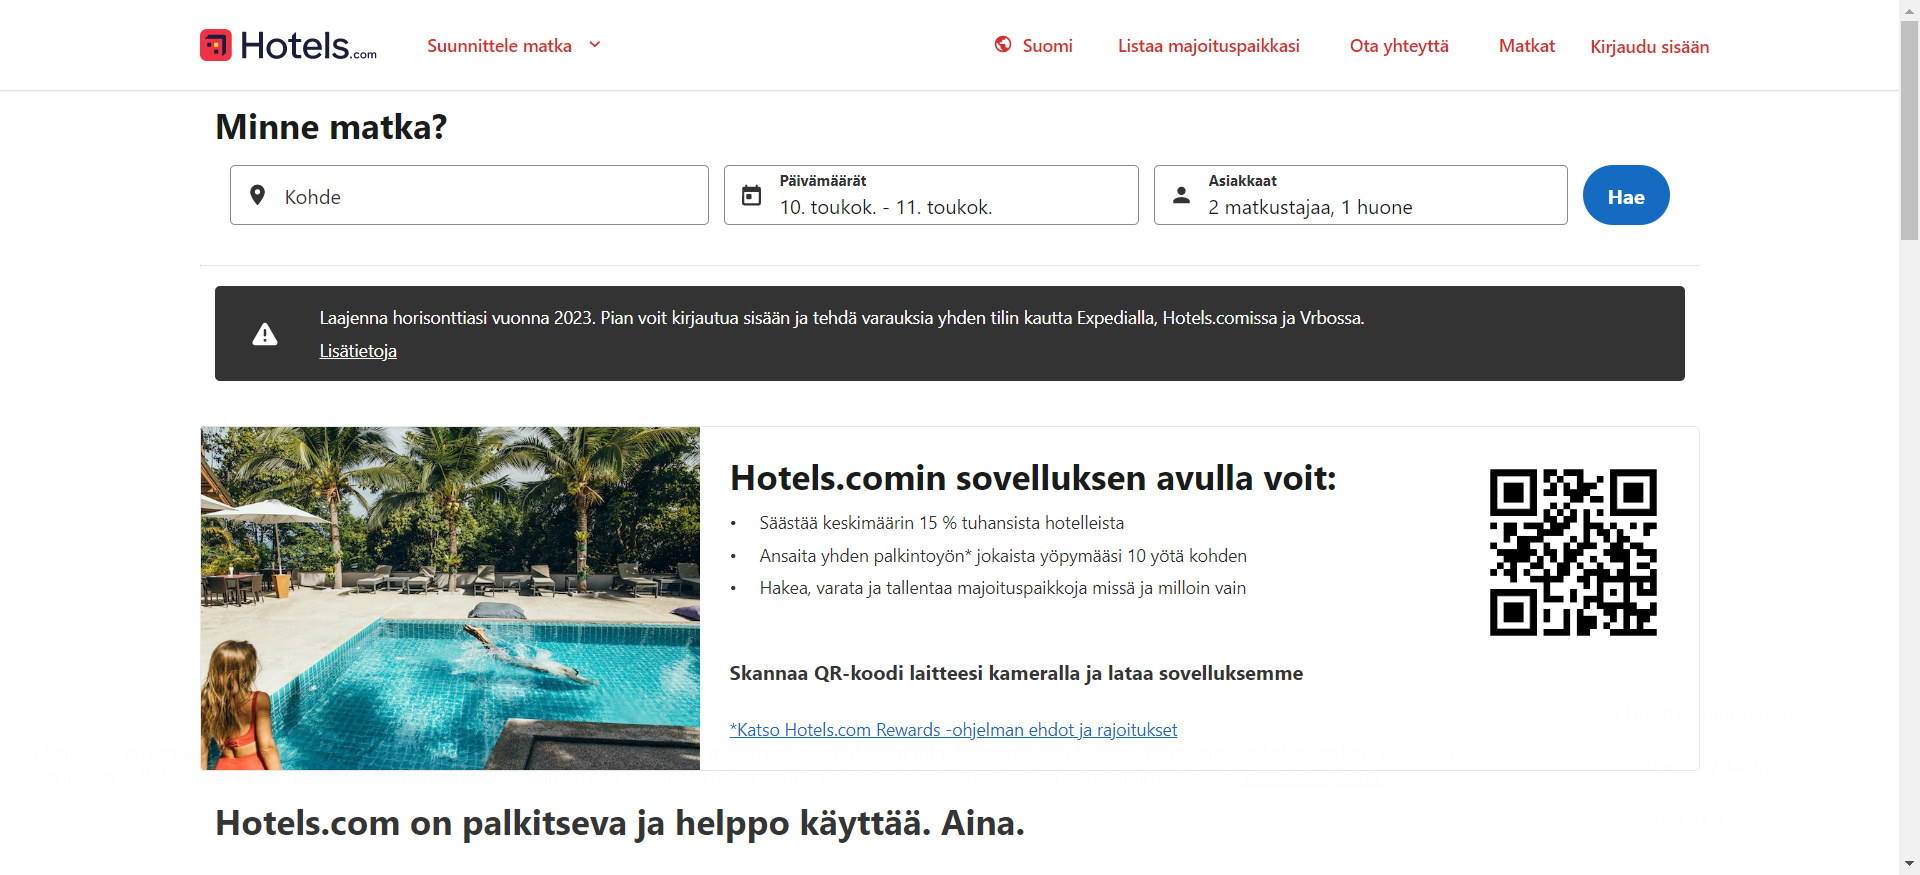 Hotels.com
Suunnittele matka
Suomi
Listaa majoituspaikkasi
Ota yhteyttä
Matkat
Kirjaudu sisään
Minne matka?
Kohde
Päivämäärät
10. toukok. - 11. toukok.
Asiakkaat
2 matkustajaa, 1 huone
Hae
Laajenna horisonttiasi vuonna 2023. Pian voit kirjautua sisään ja tehdä varauksia yhden tilin kautta Expedialla, Hotels.comissa ja Vrbossa.
Lisätietoja
Hotels.comin sovelluksen avulla voit:
• Säästää keskimäärin 15 % tuhansista hotelleista
• Ansaita yhden palkintoyön* jokaista yöpymääsi 10 yötä kohden
• Hakea, varata ja tallentaa majoituspaikkoja missä ja milloin vain
Skannaa QR-koodi laitteesi kameralla ja lataa sovelluksemme
*Katso Hotels.com Rewards -ohjelman ehdot ja rajoitukset
Hotels.com on palkitseva ja helppo käyttää. Aina.